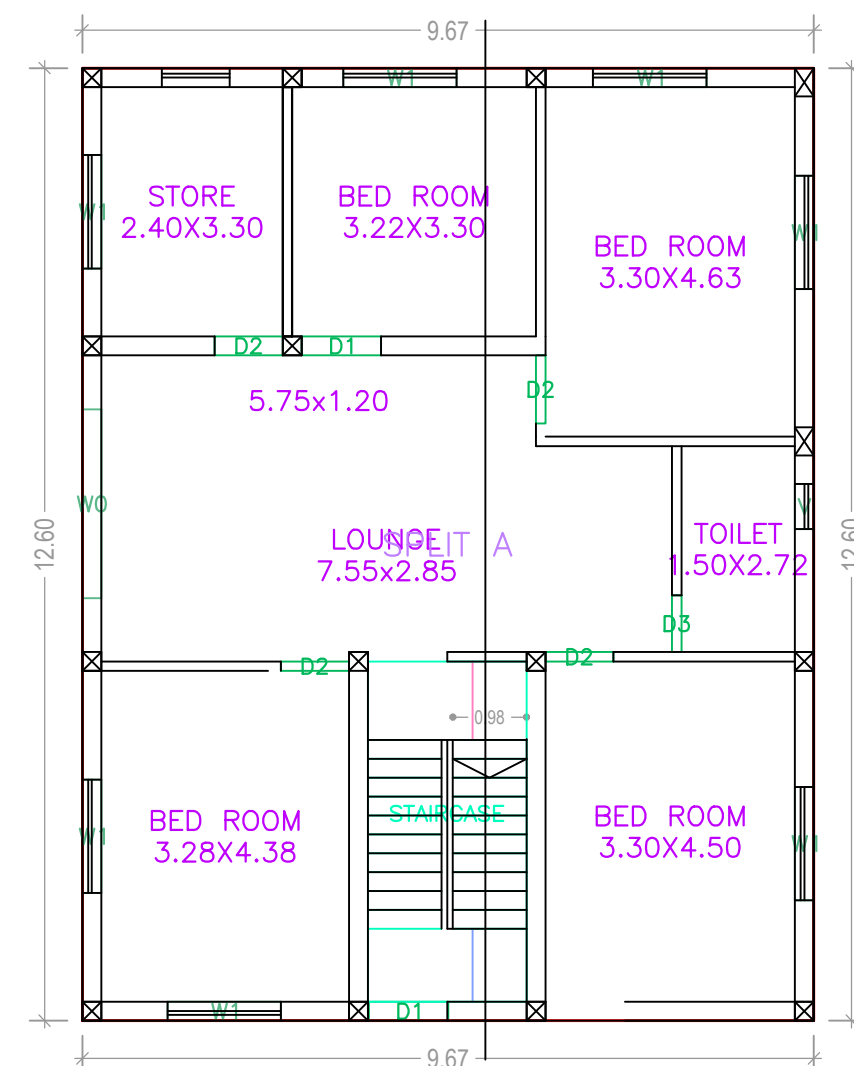 9.67
W1
W1
STORE
2.40X3.30
BED ROOM
3.22X3.30
W1
BED ROOM
3.30X4.63
W1
D2
D1
D2
5.75x1.20
W0
V
12.60
12.60
LOUNGE
SPLIT A
7.55x2.85
TOILET
1.50X2.72
D3
D2
D2
0.98
STAIRCASE
BED ROOM
3.28X4.38
W1
BED ROOM
3.30X4.50
W1
W1
D1
9.67